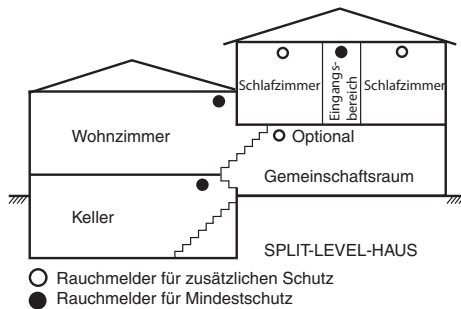 Schlafzimmer
Eingangs-
bereich
Schlafzimmer
Wohnzimmer
Optional
Gemeinschaftsraum
Keller
SPLIT-LEVEL-HAUS
Rauchmelder für zusätzlichen Schutz
Rauchmelder für Mindestschutz